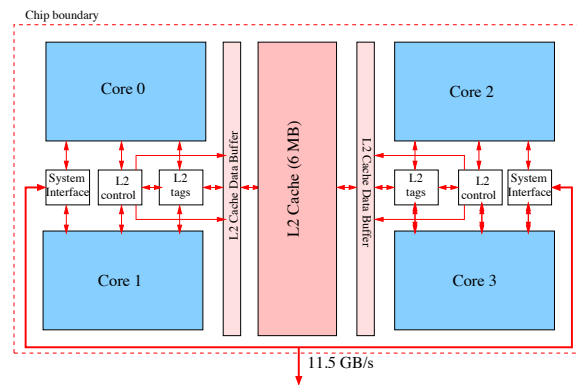 Chip boundary
Core 0
Core 2
System
Interface
L2
control
L2
tags
L2 Cache Data Buffer
L2 Cache (6 MB)
L2 Cache Data Buffer
L2
tags
L2
control
System
Interface
Core 1
Core 3
11.5 GB/s